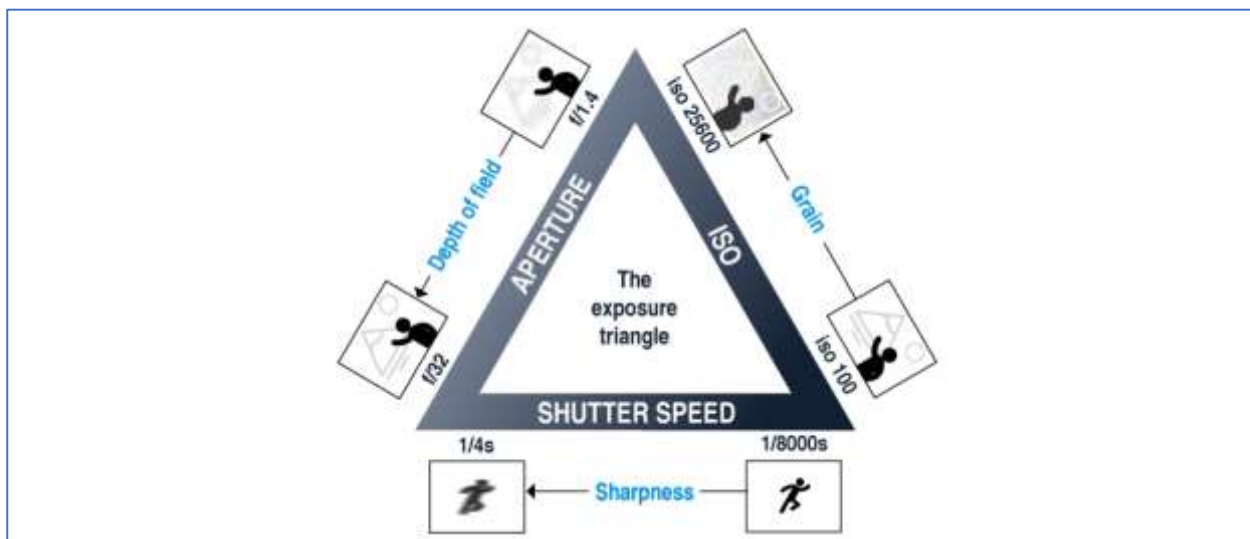 f/1.4
iso 25600
Depth of field
APERTURE
ISO
Grain
The
exposure
triangle
f/32
iso 100
SHUTTER SPEED
1/4s
1/8000s
Sharpness